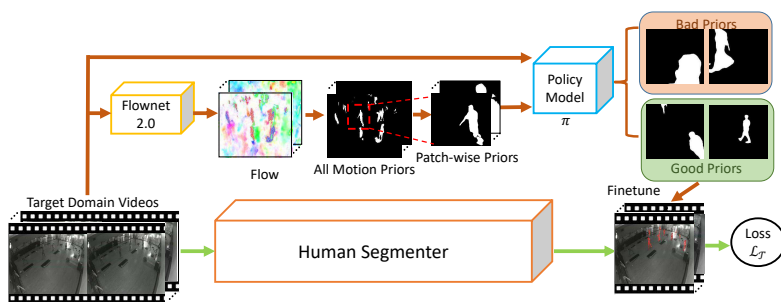 Bad Priors
Flownet
2.0
Policy
Model
π
Flow
All Motion Priors
Patch-wise Priors
Good Priors
Target Domain Videos
Finetune
Human Segmenter
Loss
ℒ𝒯